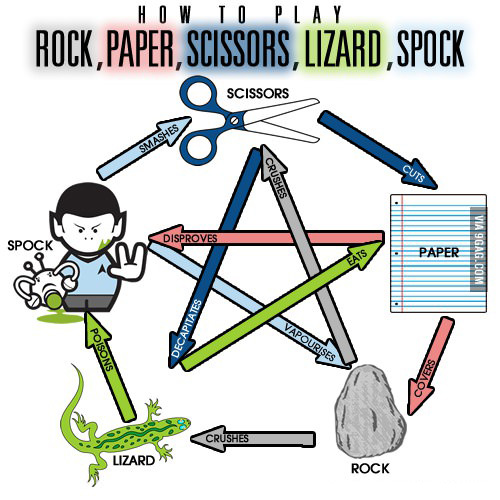 HOW TO PLAY
ROCK, PAPER, SCISSORS, LIZARD, SPOCK
SCISSORS
SMASHES
CUTS
CRUSHES
SPOCK
DISPROVES
EATS
PAPER
VIA 9GAG.COM
DECAPITATES
VAPOURISES
POISONS
COVERS
LIZARD
CRUSHES
ROCK